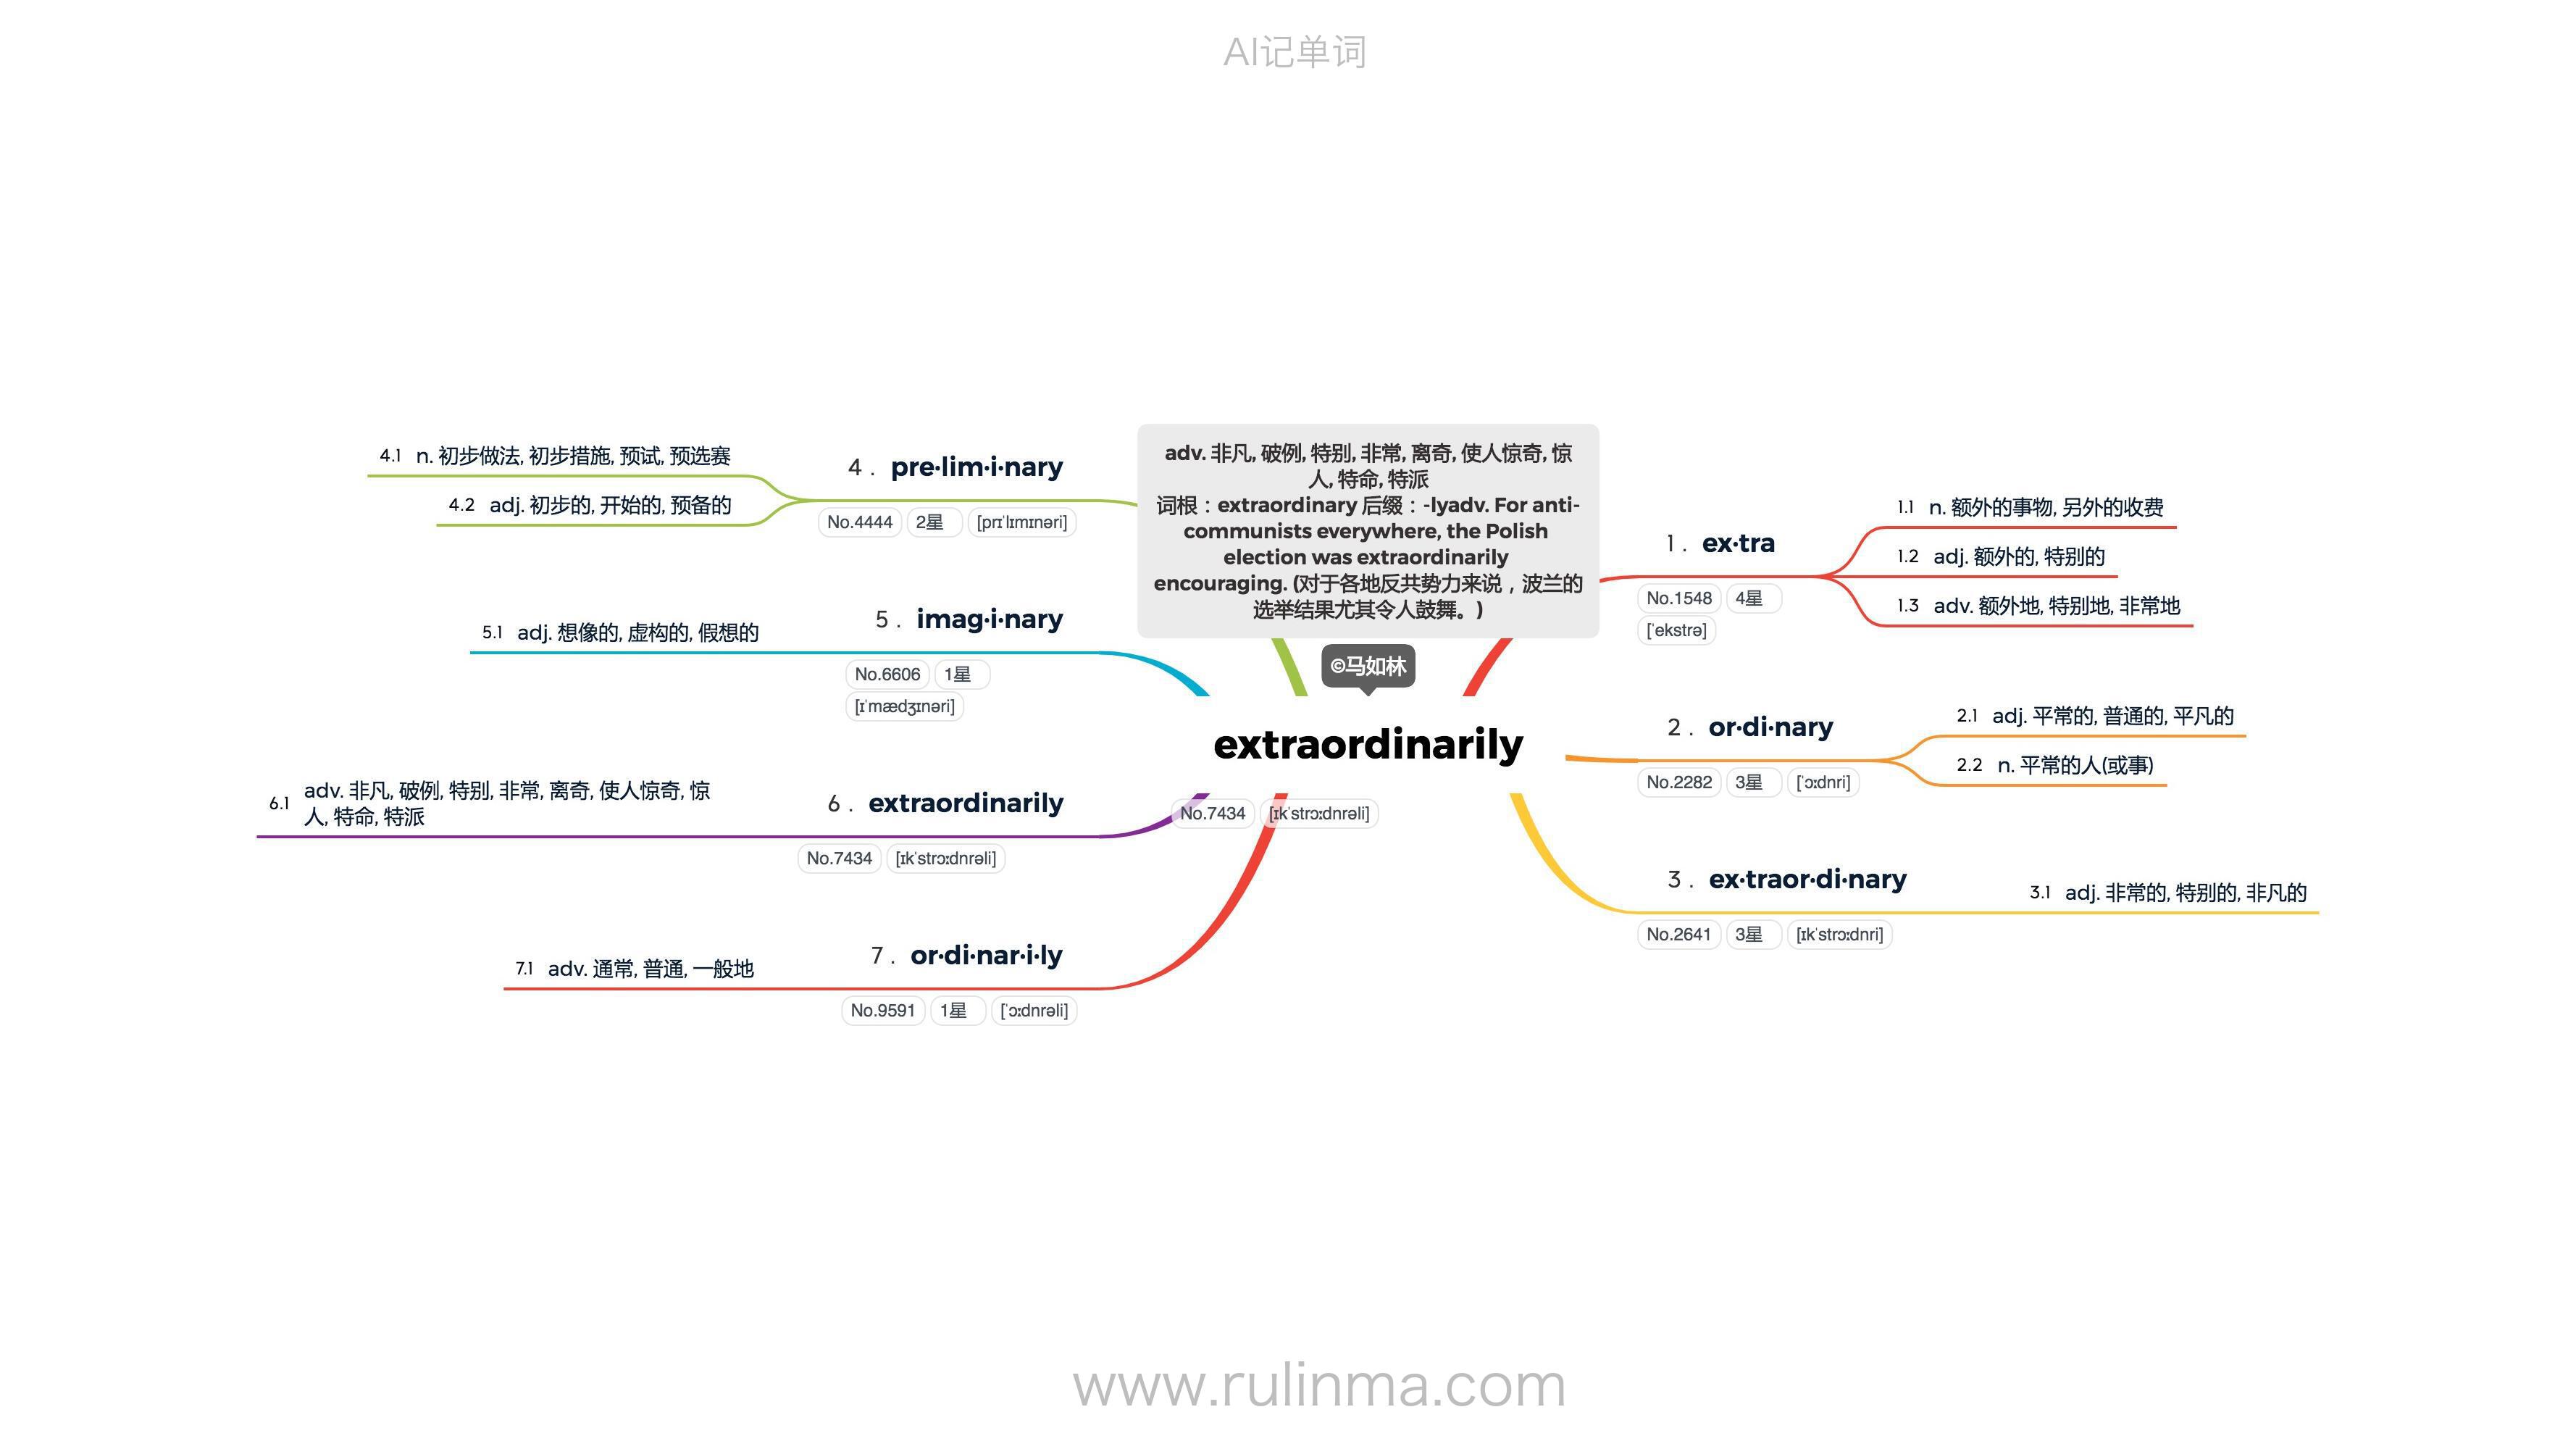 AI记单词
adv. 非凡, 破例, 特别, 非常, 离奇, 使人惊奇, 惊
人, 特命, 特派
词根：extraordinary 后缀：-lyadv. For anti-
communists everywhere, the Polish
election was extraordinarily
encouraging. (对于各地反共势力来说，波兰的
选举结果尤其令人鼓舞。)
©马如林
extraordinarily
No.7434 [ɪkˈstrɔːdnrəli]
1 . ex·tra
No.1548 4星
[ˈekstrə]
1.1 n. 额外的事物, 另外的收费
1.2 adj. 额外的, 特别的
1.3 adv. 额外地, 特别地, 非常地
2 . or·di·nary
No.2282 3星 [ˈɔːdnri]
2.1 adj. 平常的, 普通的, 平凡的
2.2 n. 平常的人(或事)
3 . ex·traor·di·nary
No.2641 3星 [ɪkˈstrɔːdnri]
3.1 adj. 非常的, 特别的, 非凡的
4 . pre·lim·i·nary
No.4444 2星 [prɪˈlɪmɪnəri]
4.1 n. 初步做法, 初步措施, 预试, 预选赛
4.2 adj. 初步的, 开始的, 预备的
5 . imag·i·nary
No.6606 1星
[ɪˈmædʒɪnəri]
5.1 adj. 想像的, 虚构的, 假想的
6 . extraordinarily
No.7434 [ɪkˈstrɔːdnrəli]
6.1 adv. 非凡, 破例, 特别, 非常, 离奇, 使人惊奇, 惊
人, 特命, 特派
7 . or·di·nar·i·ly
No.9591 1星 [ˈɔːdnrəli]
7.1 adv. 通常, 普通, 一般地
www.rulinma.com